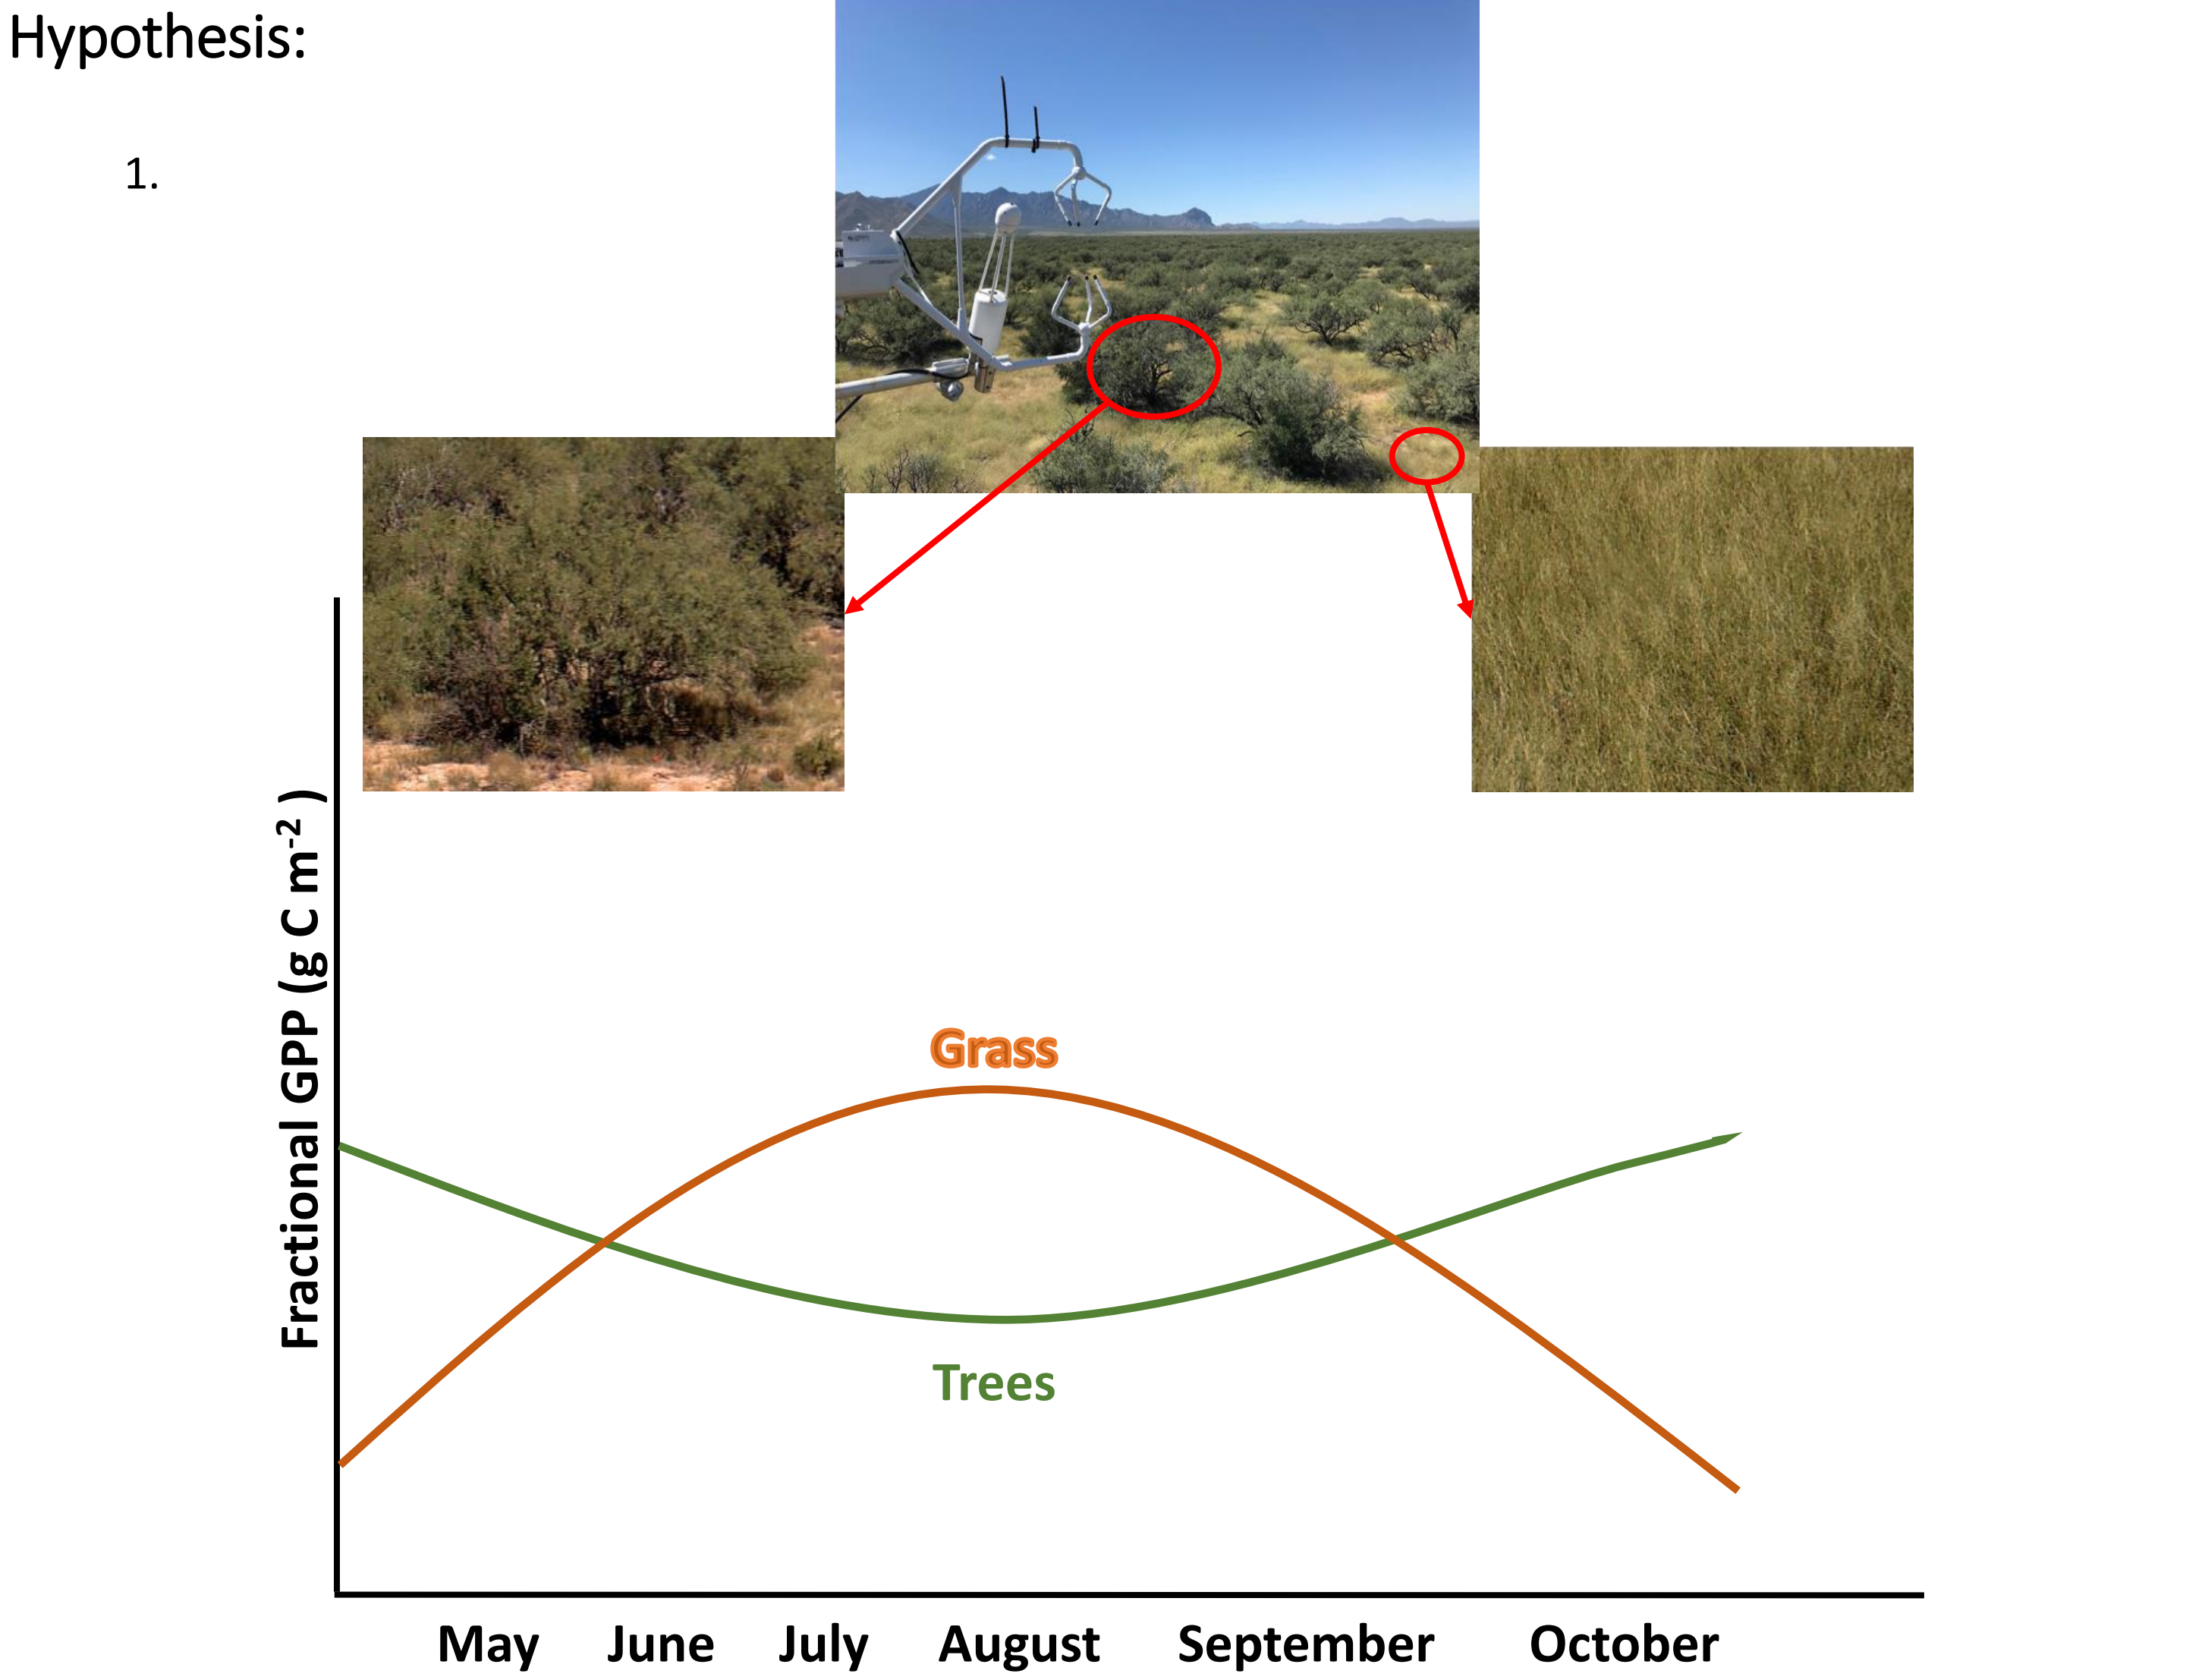 Hypothesis:
1.
Fractional GPP (g C m⁻² )
Grass
Trees
May June July August September October